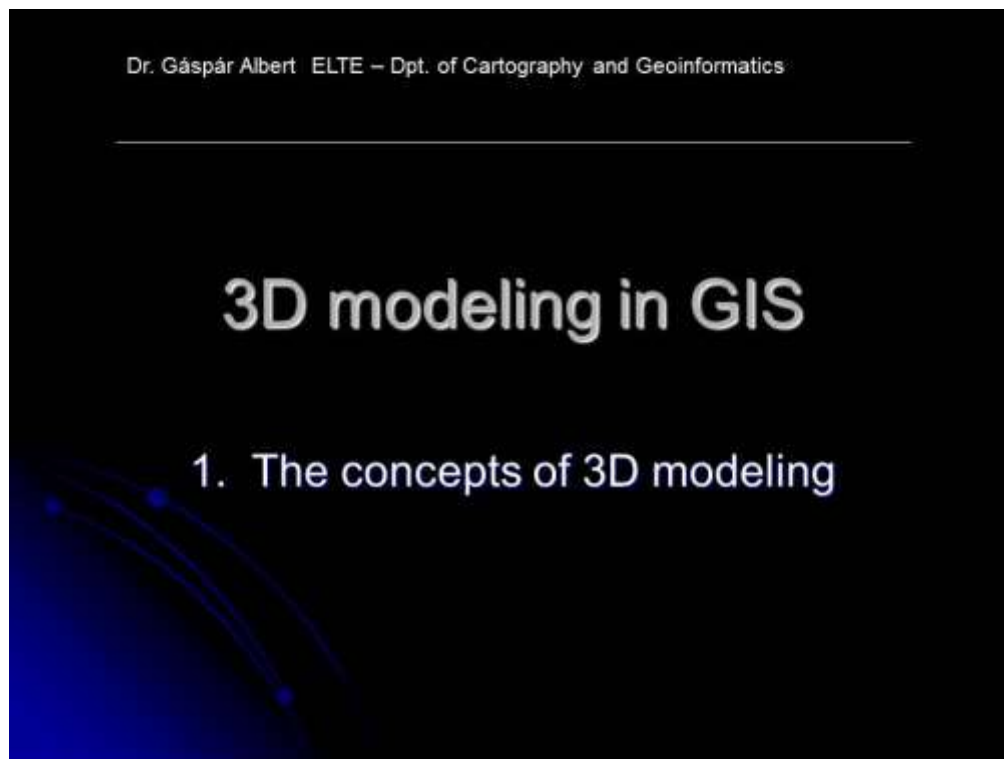 Dr. Gáspár Albert ELTE – Dpt. of Cartography and Geoinformatics
3D modeling in GIS
1. The concepts of 3D modeling